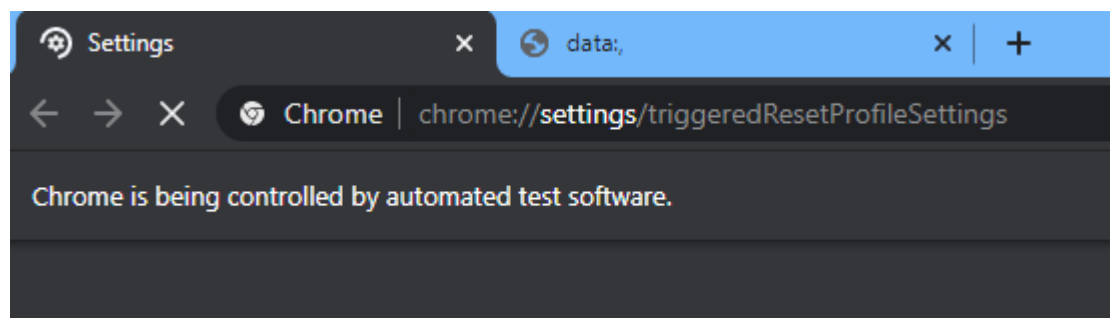 Settings data:,
Chrome chrome://settings/triggeredResetProfileSettings
Chrome is being controlled by automated test software.